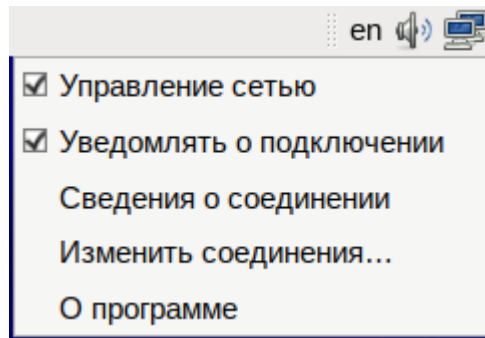 en
Управление сетью
Уведомлять о подключении
Сведения о соединении
Изменить соединения...
О программе